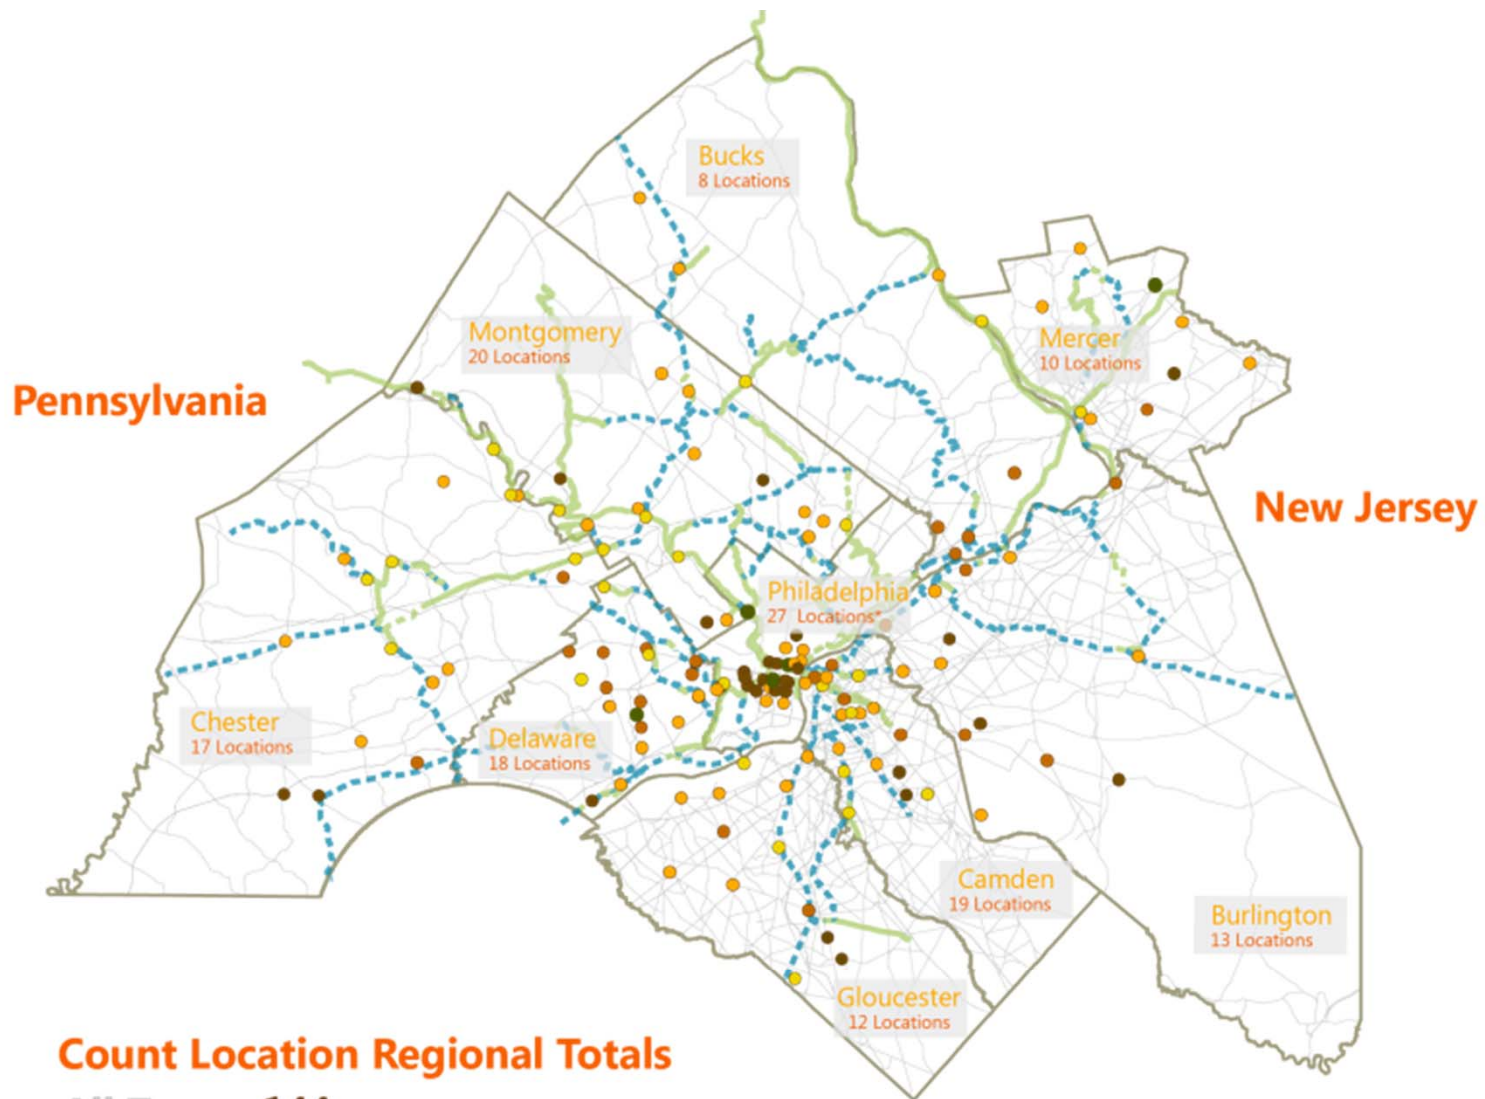 Bucks
8 Locations
Montgomery
20 Locations
Mercer
10 Locations
Pennsylvania
New Jersey
Philadelphia
27 Locations*
Chester
17 Locations
Delaware
18 Locations
Camden
19 Locations
Burlington
13 Locations
Gloucester
12 Locations
Count Location Regional Totals